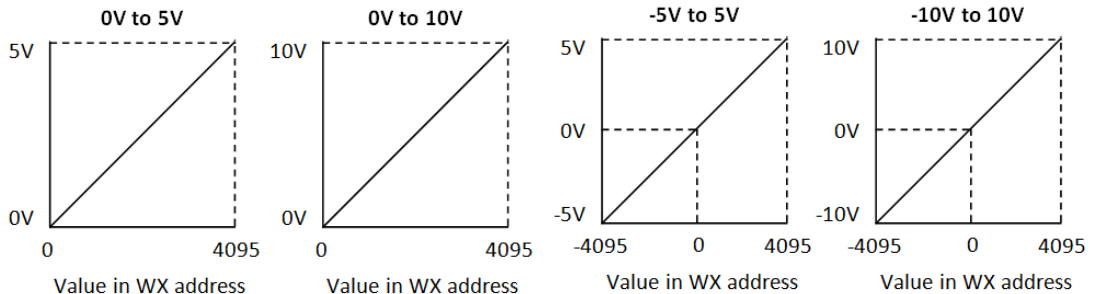 0V to 5V
0V to 10V
-5V to 5V
-10V to 10V
5V
10V
5V
10V
0V
0V
0V
0V
-5V
-10V
0
4095
0
4095
-4095
0
4095
-4095
0
4095
Value in WX address
Value in WX address
Value in WX address
Value in WX address